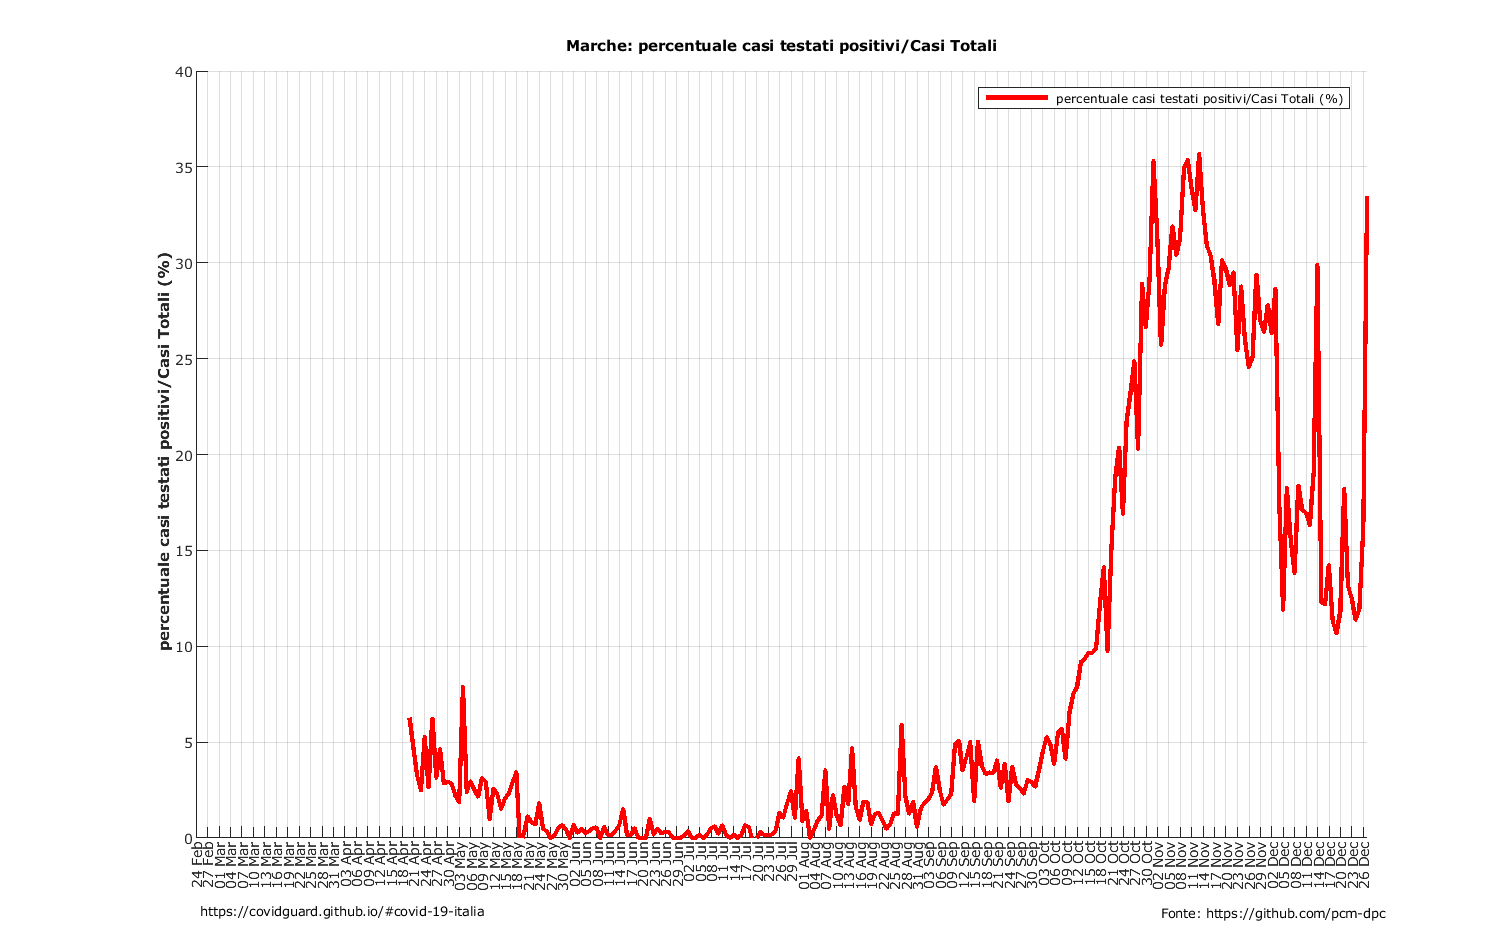 Marche: percentuale casi testati positivi/Casi Totali
percentuale casi testati positivi/Casi Totali (%)
percentuale casi testati positivi/Casi Totali (%)
40
35
30
25
20
15
10
5
0
24 Feb
27 Feb
01 Mar
04 Mar
07 Mar
10 Mar
13 Mar
16 Mar
19 Mar
22 Mar
25 Mar
28 Mar
31 Mar
03 Apr
06 Apr
09 Apr
12 Apr
15 Apr
18 Apr
21 Apr
24 Apr
27 Apr
30 Apr
03 May
06 May
09 May
12 May
15 May
18 May
21 May
24 May
27 May
30 May
02 Jun
05 Jun
08 Jun
11 Jun
14 Jun
17 Jun
20 Jun
23 Jun
26 Jun
29 Jun
02 Jul
05 Jul
08 Jul
11 Jul
14 Jul
17 Jul
20 Jul
23 Jul
26 Jul
29 Jul
01 Aug
04 Aug
07 Aug
10 Aug
13 Aug
16 Aug
19 Aug
22 Aug
25 Aug
28 Aug
31 Aug
03 Sep
06 Sep
09 Sep
12 Sep
15 Sep
18 Sep
21 Sep
24 Sep
27 Sep
30 Sep
03 Oct
06 Oct
09 Oct
12 Oct
15 Oct
18 Oct
21 Oct
24 Oct
27 Oct
30 Oct
02 Nov
05 Nov
08 Nov
11 Nov
14 Nov
17 Nov
20 Nov
23 Nov
26 Nov
29 Nov
02 Dec
05 Dec
08 Dec
11 Dec
14 Dec
17 Dec
20 Dec
23 Dec
26 Dec
https://covidguard.github.io/#covid-19-italia
Fonte: https://github.com/pcm-dpc